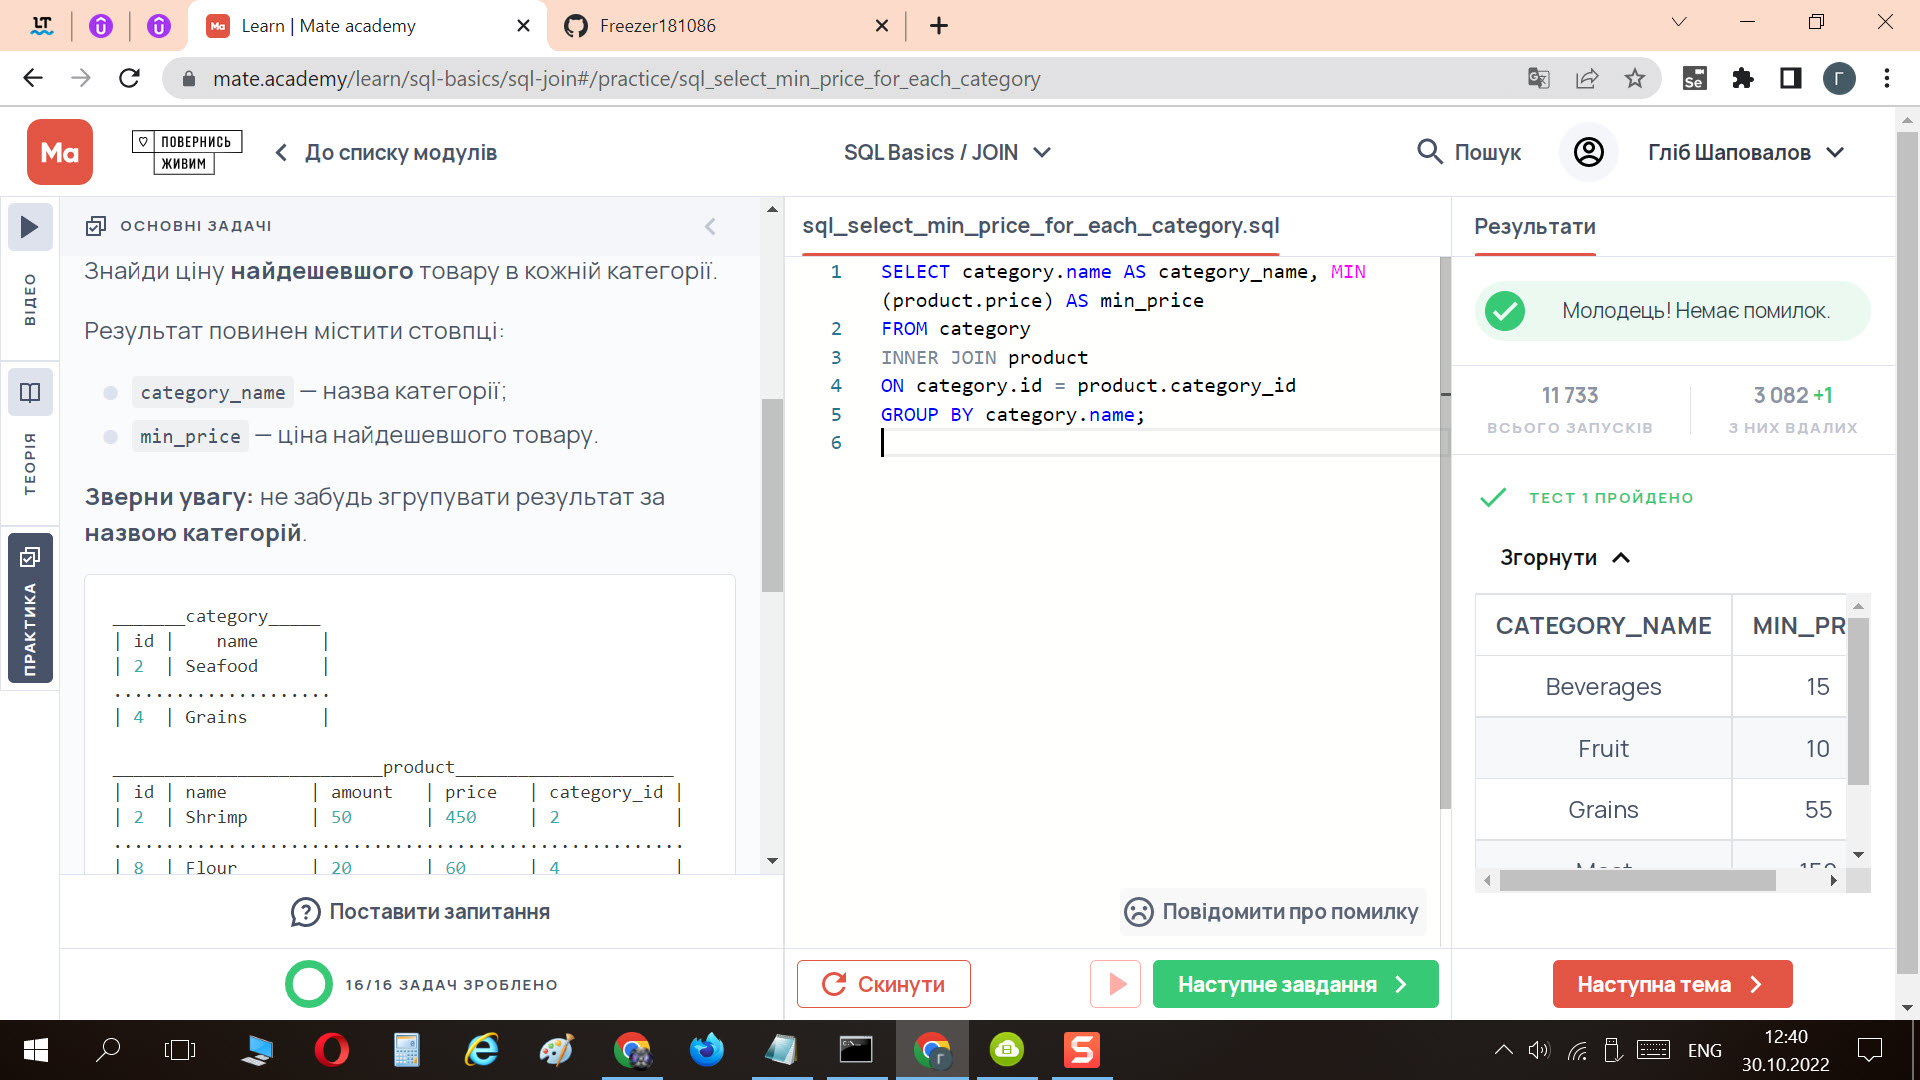 Learn | Mate academy
Freezer181086
mate.academy/learn/sql-basics/sql-join#/practice/sql_select_min_price_for_each_category
Ma
ПОВЕРНИСЬ
ЖИВИМ
До списку модулів
SQL Basics / JOIN
Пошук
Гліб Шаповалов
ВІДЕО
ТЕОРІЯ
ПРАКТИКА
ОСНОВНІ ЗАДАЧІ
Знайди ціну найдешевшого товару в кожній категорії.
Результат повинен містити стовпці:
category_name — назва категорії;
min_price — ціна найдешевшого товару.
Зверни увагу: не забудь згрупувати результат за
назвою категорій.
_______category_____
| id |    name      |
| 2  | Seafood      |
.....................
| 4  | Grains       |
__________________________product_____________________
| id | name        | amount   | price   | category_id |
| 2  | Shrimp      | 50       | 450     | 2           |
.......................................................
| 8  | Flour       | 20       | 60      | 4           |
Поставити запитання
16/16 ЗАДАЧ ЗРОБЛЕНО
sql_select_min_price_for_each_category.sql
1 SELECT category.name AS category_name, MIN
(product.price) AS min_price
2 FROM category
3 INNER JOIN product
4 ON category.id = product.category_id
5 GROUP BY category.name;
6
Повідомити про помилку
Скинути
Наступне завдання
Результати
Молодець! Немає помилок.
11 733
ВСЬОГО ЗАПУСКІВ
3 082 +1
З НИХ ВДАЛИХ
ТЕСТ 1 ПРОЙДЕНО
Згорнути
CATEGORY_NAME MIN_PR
Beverages 15
Fruit 10
Grains 55
Meat 150
Наступна тема
ENG
12:40
30.10.2022